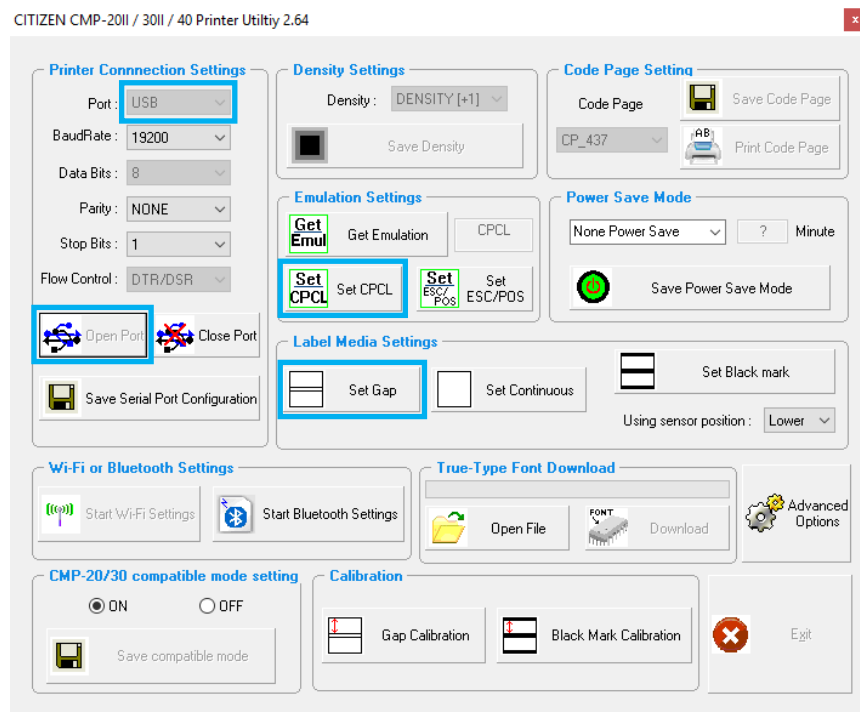 CITIZEN CMP-20II / 30II / 40 Printer Utiltiy 2.64
x
Printer Connnection Settings
Port :
USB
BaudRate :
19200
Data Bits :
8
Parity :
NONE
Stop Bits :
1
Flow Control :
DTR/DSR
Open Port
Close Port
Save Serial Port Configuration
Density Settings
Density :
DENSITY [+1]
Save Density
Code Page Setting
Code Page
Save Code Page
CP_437
AB
Print Code Page
Emulation Settings
Get
Emul
Get Emulation
CPCL
Set
CPCL
Set CPCL
Set
ESC/
POS
Set
ESC/POS
Power Save Mode
None Power Save
?
Minute
Save Power Save Mode
Label Media Settings
Set Gap
Set Continuous
Set Black mark
Using sensor position :
Lower
Wi-Fi or Bluetooth Settings
Start Wi-Fi Settings
Start Bluetooth Settings
True-Type Font Download
Open File
FONT
Download
Advanced
Options
CMP-20/30 compatible mode setting
ON
OFF
Save compatible mode
Calibration
Gap Calibration
Black Mark Calibration
Exit